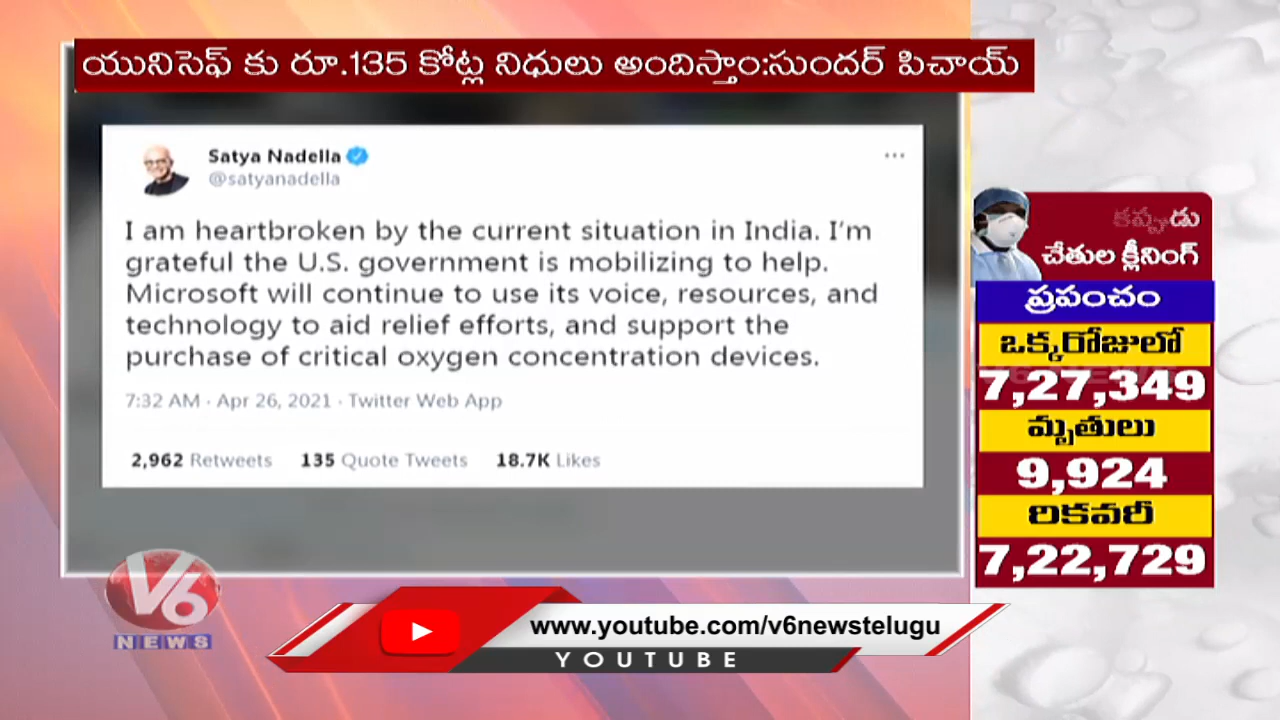 యునిసెఫ్ కు రూ.135 కోట్ల నిధులు అందిస్తాం:సుందర్ పిచాయ్
Satya Nadella
@satyanadella
I am heartbroken by the current situation in India. I'm
grateful the U.S. government is mobilizing to help.
Microsoft will continue to use its voice, resources, and
technology to aid relief efforts, and support the
purchase of critical oxygen concentration devices.
7:32 AM · Apr 26, 2021 · Twitter Web App
2,962 Retweets 135 Quote Tweets 18.7K Likes
చేతుల క్లీనింగ్
ప్రపంచం
ఒక్కరోజులో
7,27,349
మృతులు
9,924
రికవరీ
7,22,729
V6
NEWS
www.youtube.com/v6newstelugu
YOUTUBE